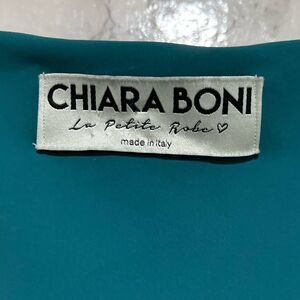 CHIARA BONI
La Petite Robe ♡
made in italy